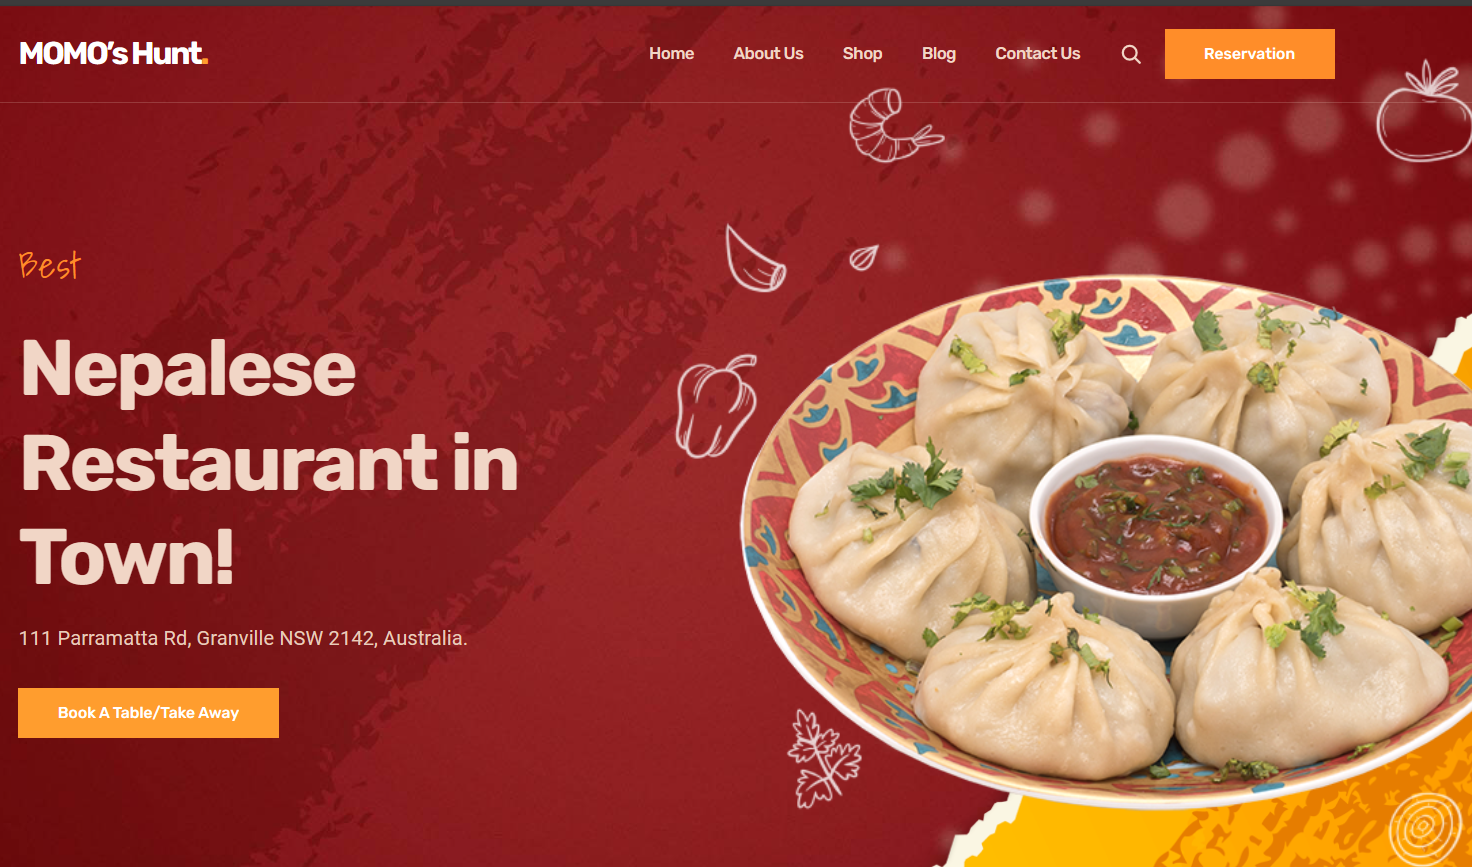 MOMO's Hunt.
Home About Us Shop Blog Contact Us Reservation
Best
Nepalese
Restaurant in
Town!
111 Parramatta Rd, Granville NSW 2142, Australia.
Book A Table/Take Away